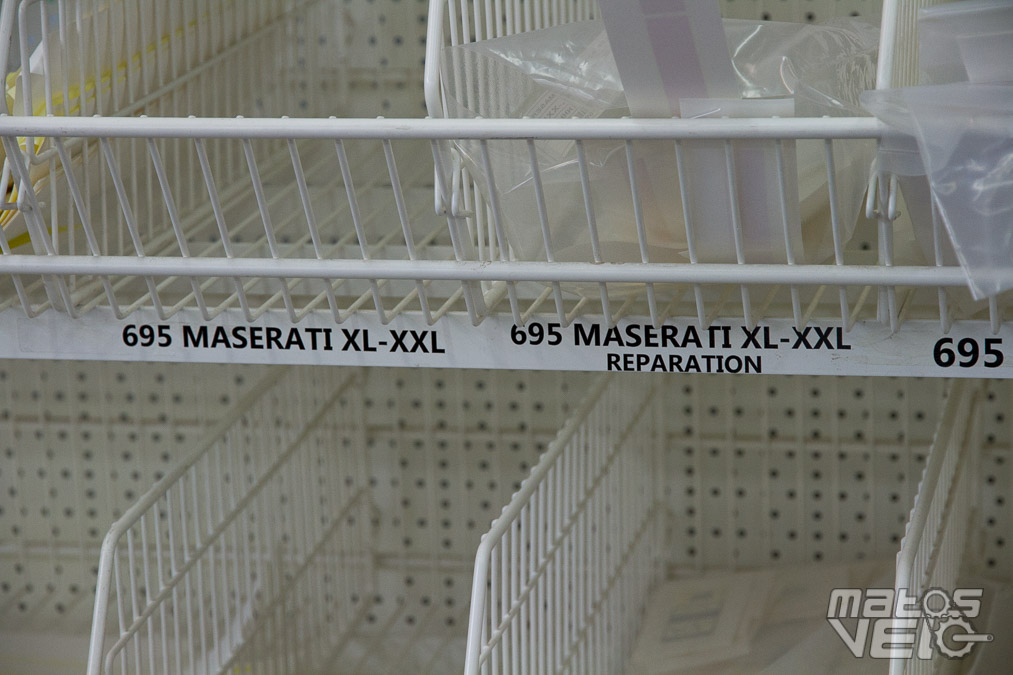 695 MASERATI XL-XXL
695 MASERATI XL-XXL
REPARATION
695
MATOS
VELO